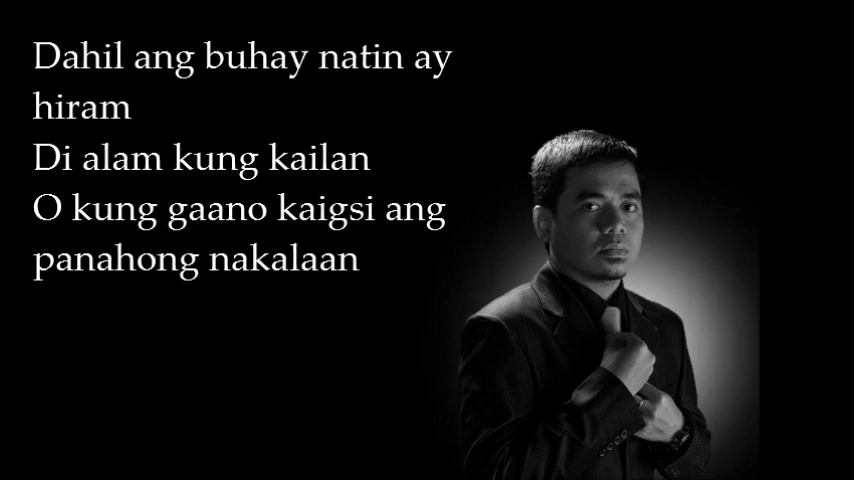 Dahil ang buhay natin ay
hiram
Di alam kung kailan
O kung gaano kaigsi ang
panahong nakalaan